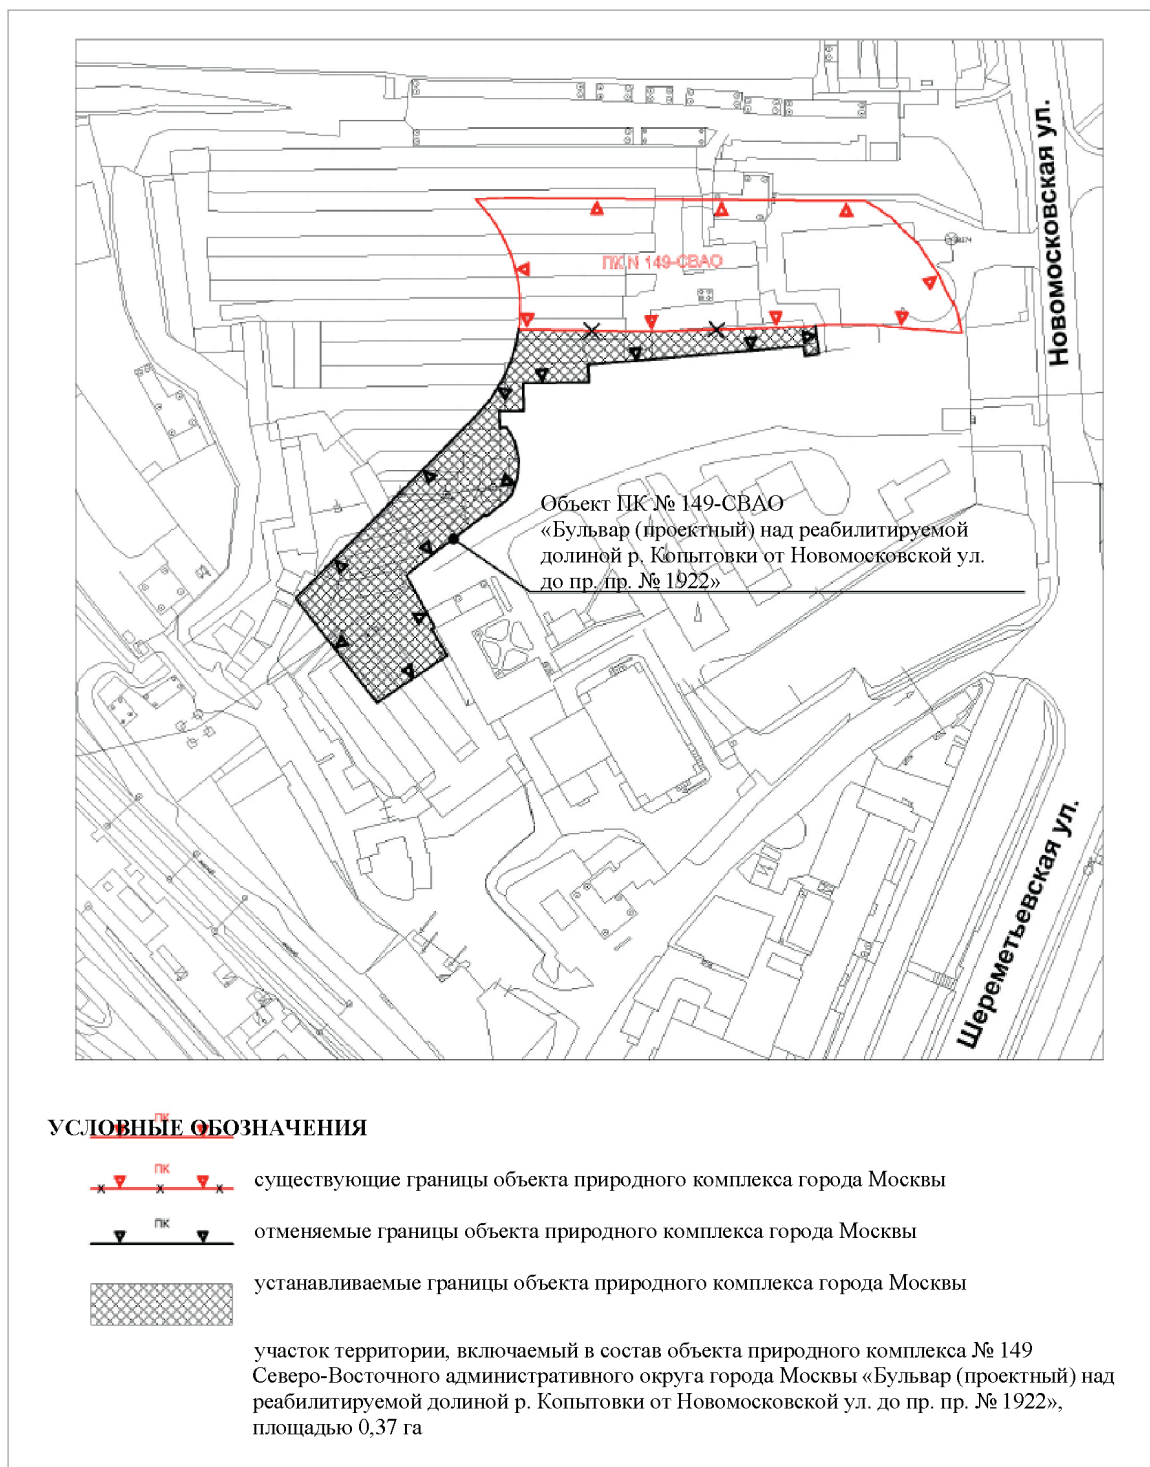 Новомосковская ул.
ПК N 149-СВАО
Объект ПК № 149-СВАО
«Бульвар (проектный) над реабилитируемой
долиной р. Копытовки от Новомосковской ул.
до пр. пр. № 1922»
Шереметьевская ул.
УСЛОВНЫЕ ОБОЗНАЧЕНИЯ
ПК
ПК
существующие границы объекта природного комплекса города Москвы
ПК
отменяемые границы объекта природного комплекса города Москвы
устанавливаемые границы объекта природного комплекса города Москвы
участок территории, включаемый в состав объекта природного комплекса № 149
Северо-Восточного административного округа города Москвы «Бульвар (проектный) над
реабилитируемой долиной р. Копытовки от Новомосковской ул. до пр. пр. № 1922»,
площадью 0,37 га